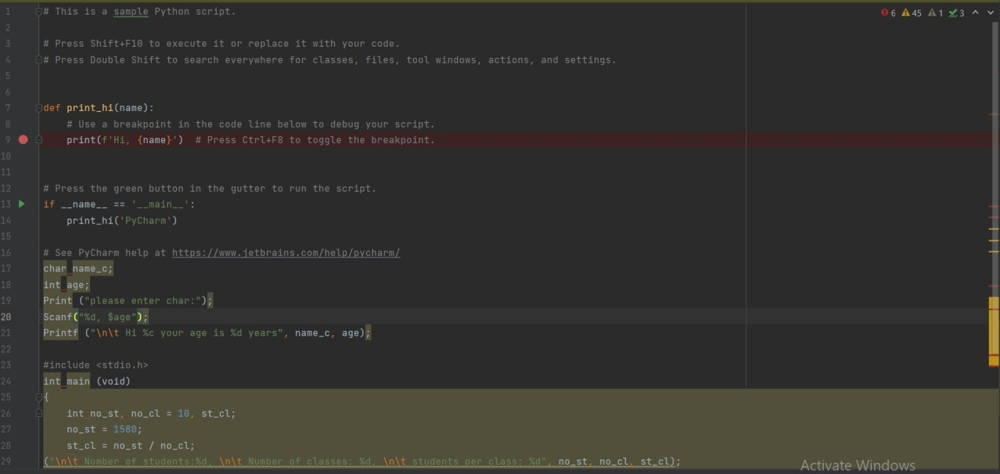 1 # This is a sample Python script. 6 45 1 3
2
3 # Press Shift+F10 to execute it or replace it with your code.
4 # Press Double Shift to search everywhere for classes, files, tool windows, actions, and settings.
5
6
7 def print_hi(name):
8 # Use a breakpoint in the code line below to debug your script.
9 print(f'Hi, {name}')  # Press Ctrl+F8 to toggle the breakpoint.
10
11
12 # Press the green button in the gutter to run the script.
13 if __name__ == '__main__':
14 print_hi('PyCharm')
15
16 # See PyCharm help at https://www.jetbrains.com/help/pycharm/
17 char name_c;
18 int age;
19 Print ("please enter char:");
20 Scanf("%d, $age");
21 Printf ("\n\t Hi %c your age is %d years", name_c, age);
22
23 #include <stdio.h>
24 int main (void)
25 {
26 int no_st, no_cl = 10, st_cl;
27 no_st = 1580;
28 st_cl = no_st / no_cl;
29 ("\n\t Number of students:%d, \n\t Number of classes: %d, \n\t students per class: %d", no_st, no_cl, st_cl);
Activate Windows